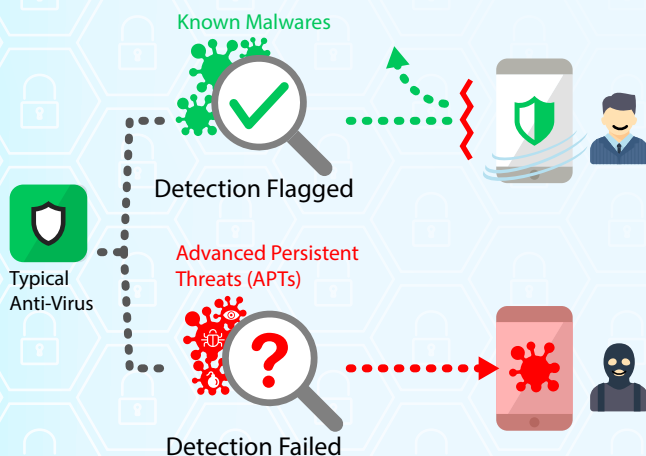 Known Malwares
Detection Flagged
Typical
Anti-Virus
Advanced Persistent
Threats (APTs)
?
Detection Failed